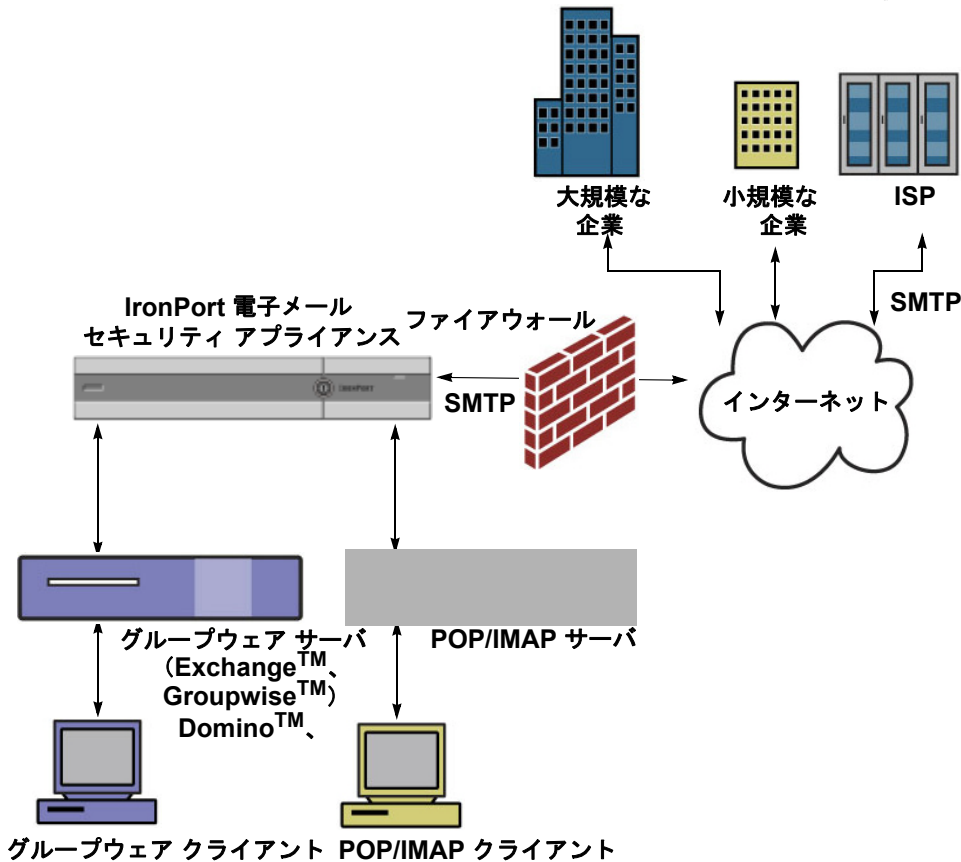 大規模な
企業
小規模な
企業
ISP
SMTP
IronPort 電子メール
セキュリティ アプライアンス
ファイアウォール
IRONPORT
SMTP
インターネット
グループウェア サーバ
（Exchange™、
Groupwise™）
Domino™、
POP/IMAP サーバ
グループウェア クライアント
POP/IMAP クライアント